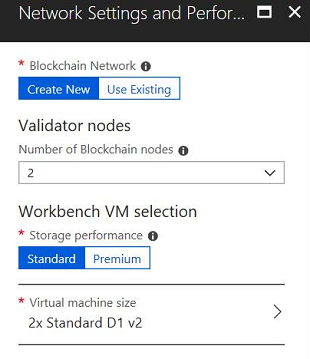 Network Settings and Perfor...
* Blockchain Network
Create New Use Existing
Validator nodes
Number of Blockchain nodes
2
Workbench VM selection
* Storage performance
Standard Premium
* Virtual machine size
2x Standard D1 v2